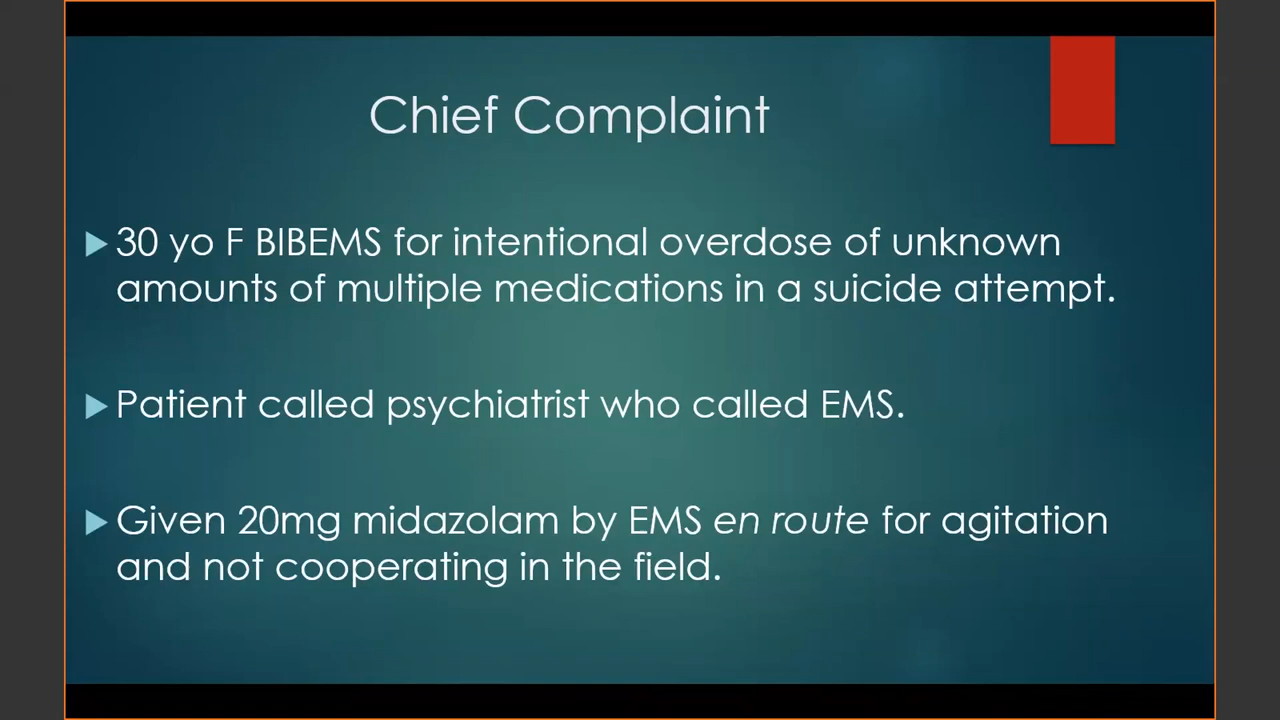 Chief Complaint
30 yo F BIBEMS for intentional overdose of unknown
amounts of multiple medications in a suicide attempt.
Patient called psychiatrist who called EMS.
Given 20mg midazolam by EMS en route for agitation
and not cooperating in the field.